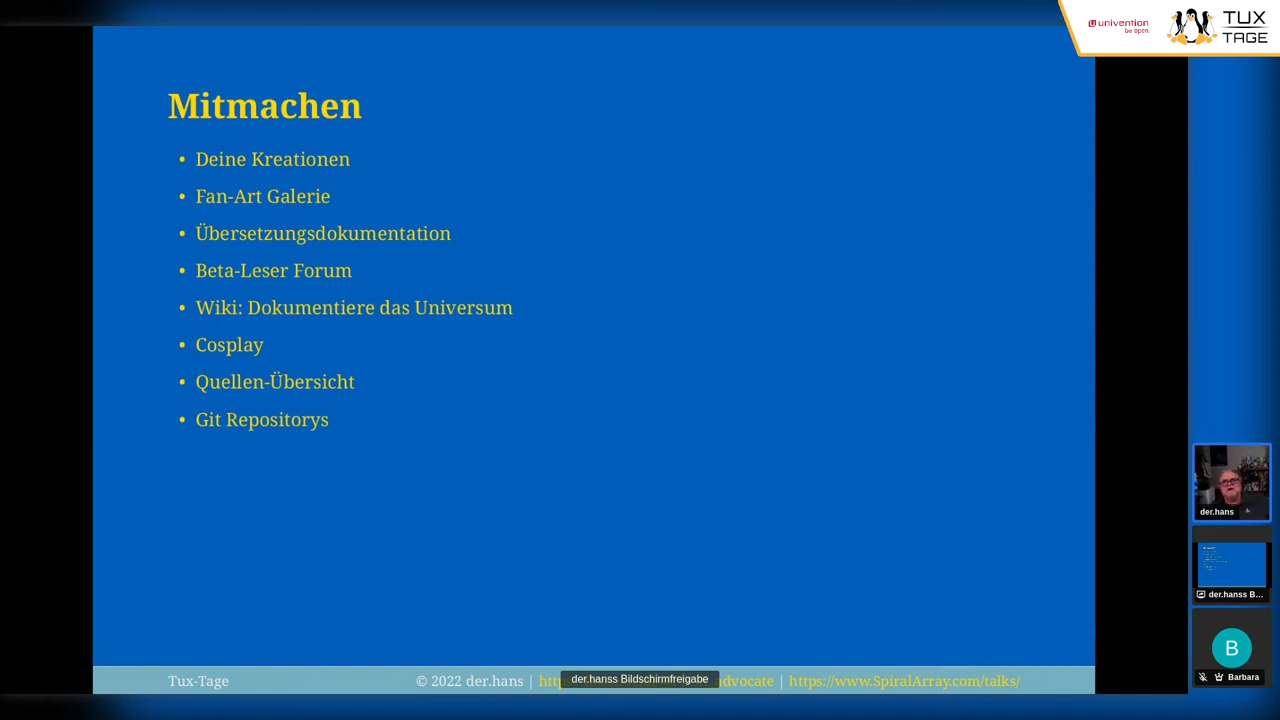 univention
be open.
TUX
TAGE
Mitmachen
• Deine Kreationen
• Fan-Art Galerie
• Übersetzungsdokumentation
• Beta-Leser Forum
• Wiki: Dokumentiere das Universum
• Cosplay
• Quellen-Übersicht
• Git Repositorys
der.hans
der.hanss B...
B
Barbara
Tux-Tage
© 2022 der.hans | advocate | https://www.SpiralArray.com/talks/
der.hanss Bildschirmfreigabe